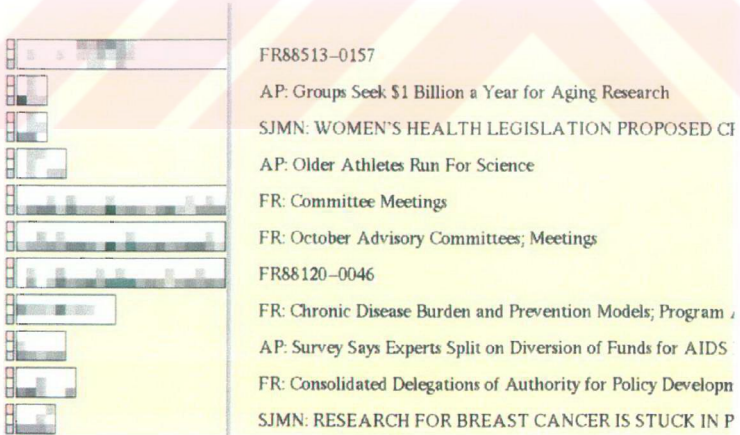 FR88513–0157
AP: Groups Seek $1 Billion a Year for Aging Research
SJMN: WOMEN'S HEALTH LEGISLATION PROPOSED
AP: Older Athletes Run For Science
FR: Committee Meetings
FR: October Advisory Committees; Meetings
FR88120–0046
FR: Chronic Disease Burden and Prevention Models; Program
AP: Survey Says Experts Split on Diversion of Funds for AIDS
FR: Consolidated Delegations of Authority for Policy
SJMN: RESEARCH FOR BREAST CANCER IS STUCK IN